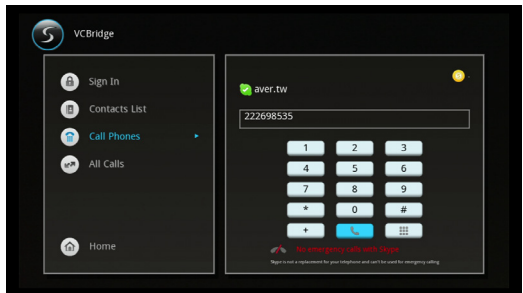 VCBridge
Sign In
Contacts List
Call Phones
All Calls
Home
aver.tw
222698535
1 2 3
4 5 6
7 8 9
* 0 #
+
No emergency calls with Skype
Skype is not a replacement for your telephone and can't be used for emergency calling